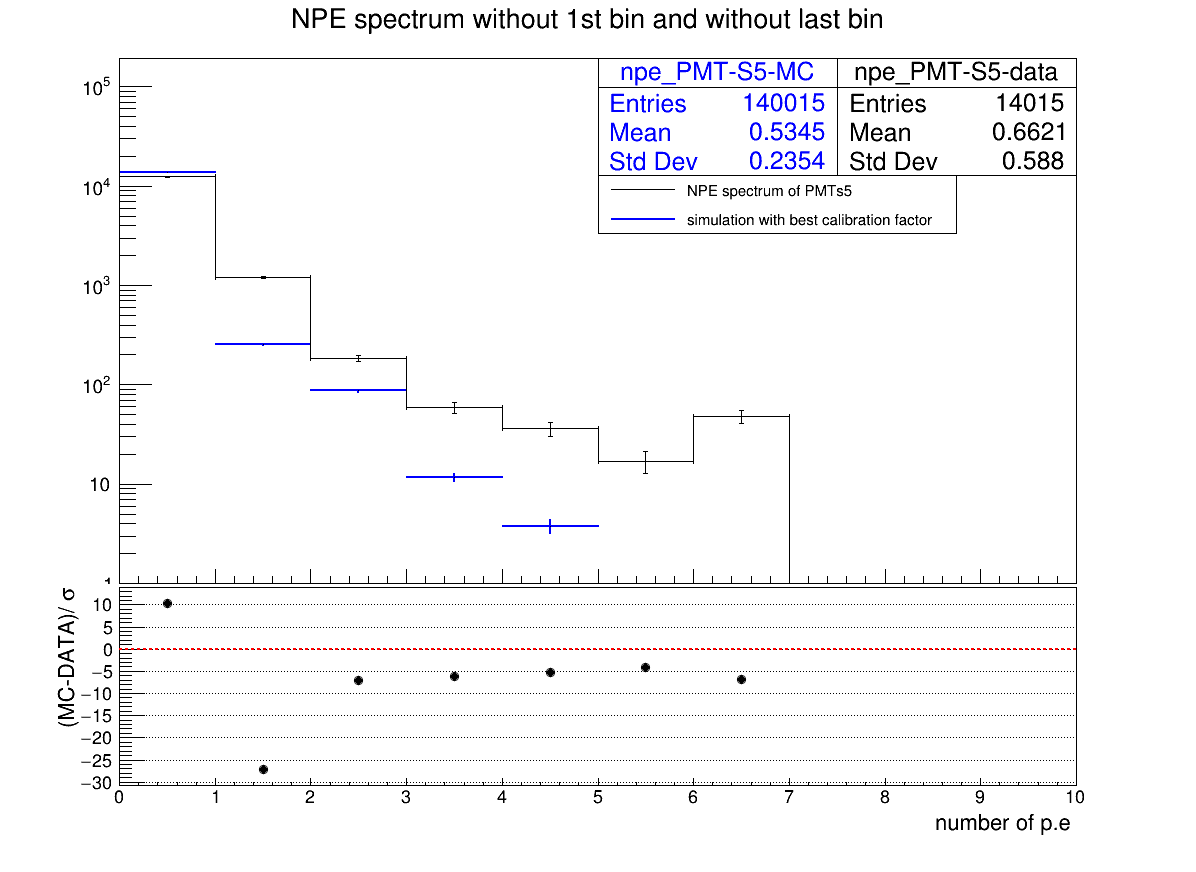 NPE spectrum without 1st bin and without last bin
npe_PMT-S5-MC npe_PMT-S5-data
Entries 140015 Entries 14015
Mean 0.5345 Mean 0.6621
Std Dev 0.2354 Std Dev 0.588
NPE spectrum of PMTs5
simulation with best calibration factor
10^5
10^4
10^3
10^2
10
1
(MC-DATA)/ σ
10
5
0
−5
−10
−15
−20
−25
−30
0 1 2 3 4 5 6 7 8 9 10
number of p.e